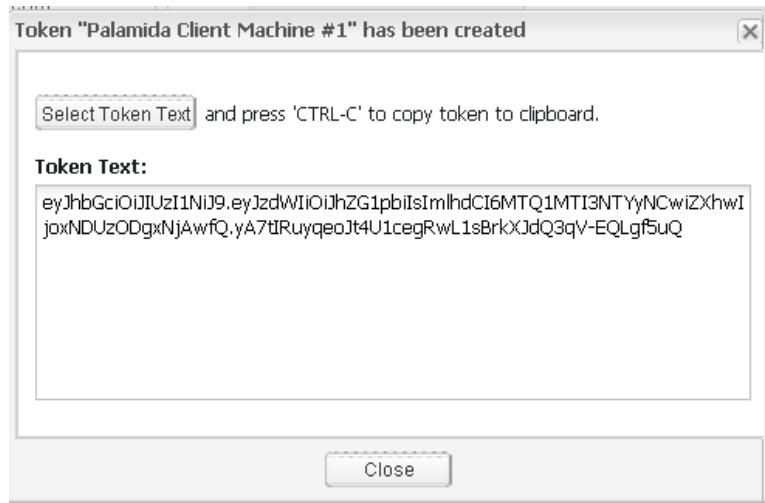 Token "Palamida Client Machine #1" has been created
Select Token Text and press 'CTRL-C' to copy token to clipboard.
Token Text:
eyJhbGciOiJIUzI1NiJ9.eyJzdWIiOiJhZG1pbiIsImlhdCI6MTQ1MTI3NTYyNCwiZXhwI
joxNDUzODgxNjAwfQ.yA7tIRuyqeoJt4U1cegRwL1sBrkXJdQ3qV-EQLgf5uQ
Close